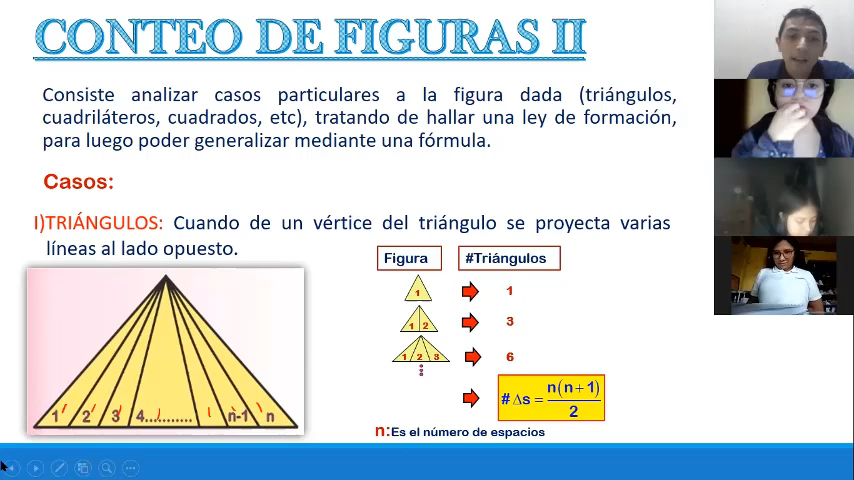 CONTEO DE FIGURAS II
Consiste analizar casos particulares a la figura dada (triángulos,
cuadriláteros, cuadrados, etc), tratando de hallar una ley de formación,
para luego poder generalizar mediante una fórmula.
Casos:
I)TRIÁNGULOS: Cuando de un vértice del triángulo se proyecta varias
líneas al lado opuesto.
Figura #Triángulos
1 1
1 2 3
1 2 3 6
# ∆s = n(n+1)/2
1 2 3 4........... n-1 n
n:Es el número de espacios